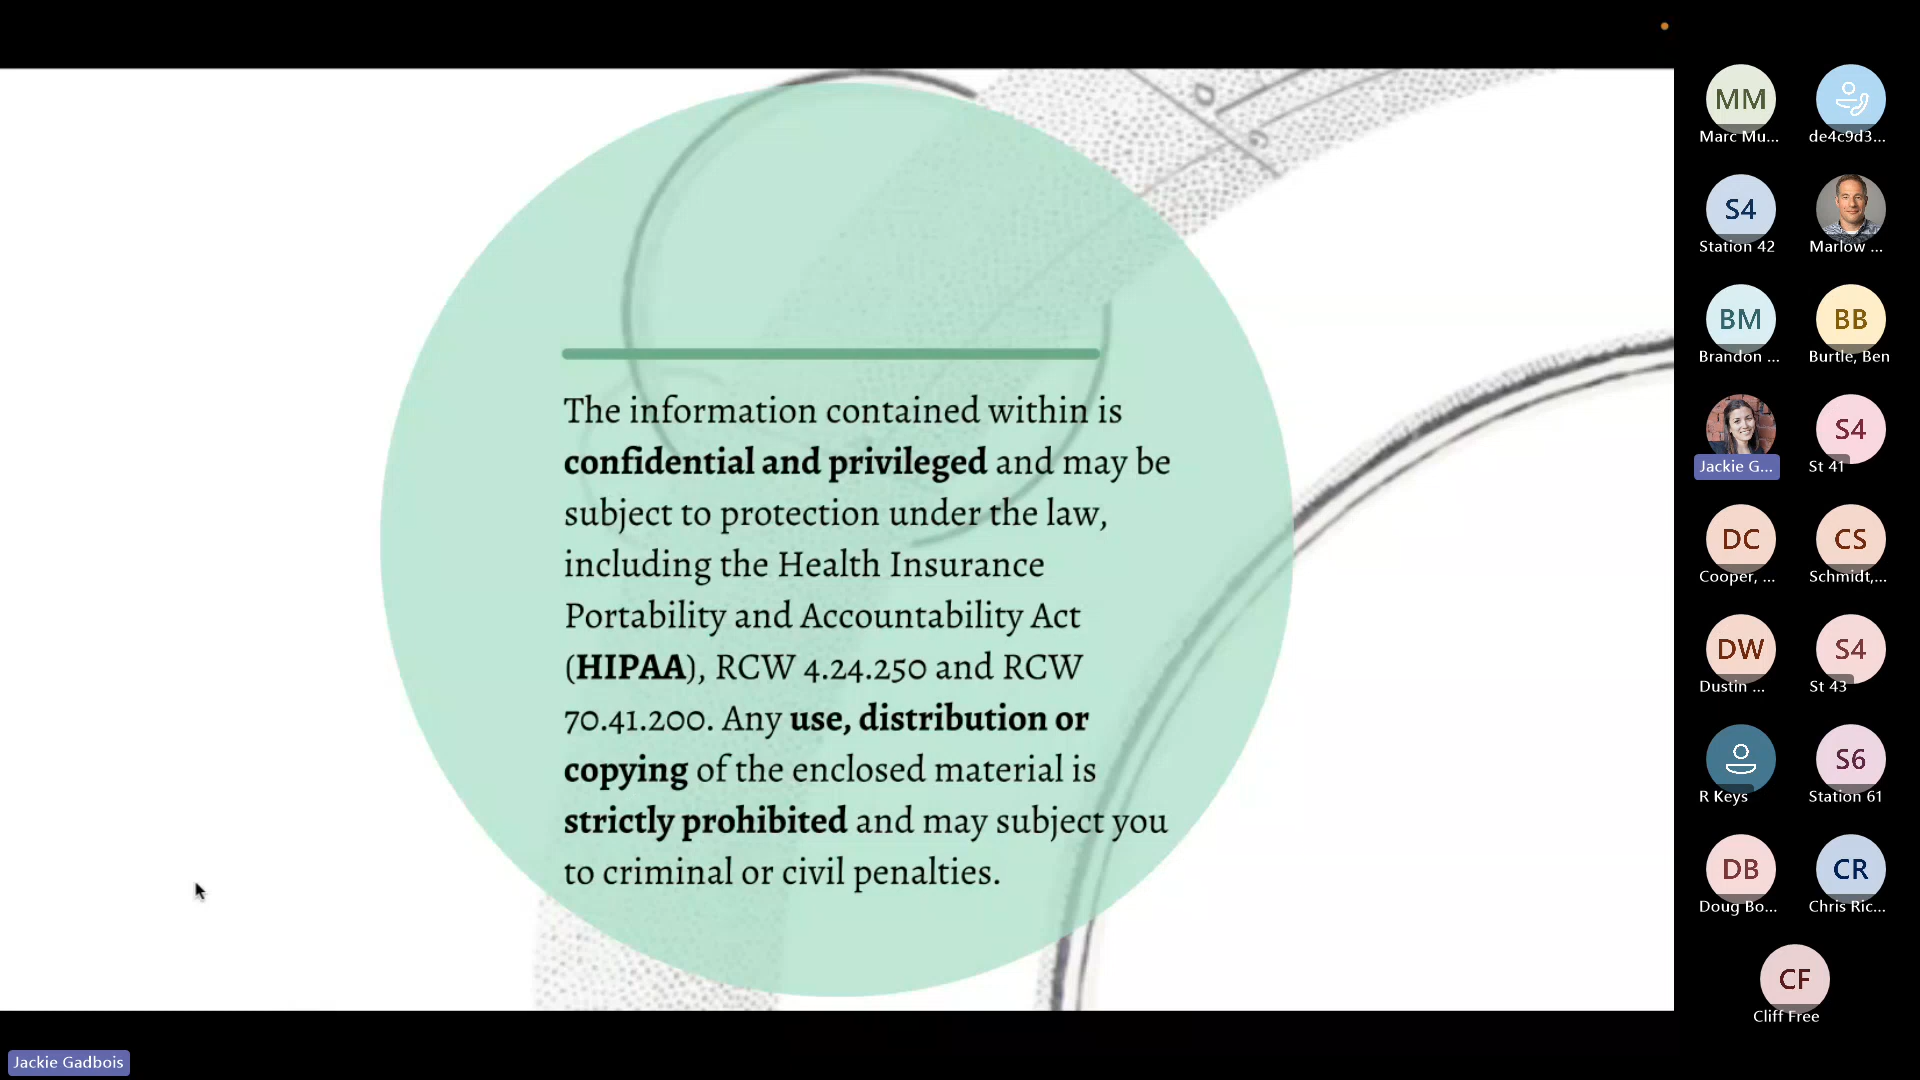 The information contained within is
confidential and privileged and may be
subject to protection under the law,
including the Health Insurance
Portability and Accountability Act
(HIPAA), RCW 4.24.250 and RCW
70.41.200. Any use, distribution or
copying of the enclosed material is
strictly prohibited and may subject you
to criminal or civil penalties.
MM
Marc Mu...
de4c9d3...
S4
Station 42
Marlow ...
BM
Brandon ...
BB
Burtle, Ben
Jackie G...
S4
St 41
DC
Cooper, ...
CS
Schmidt,...
DW
Dustin ...
S4
St 43
R Keys
S6
Station 61
DB
Doug Bo...
CR
Chris Ric...
CF
Cliff Free
Jackie Gadbois